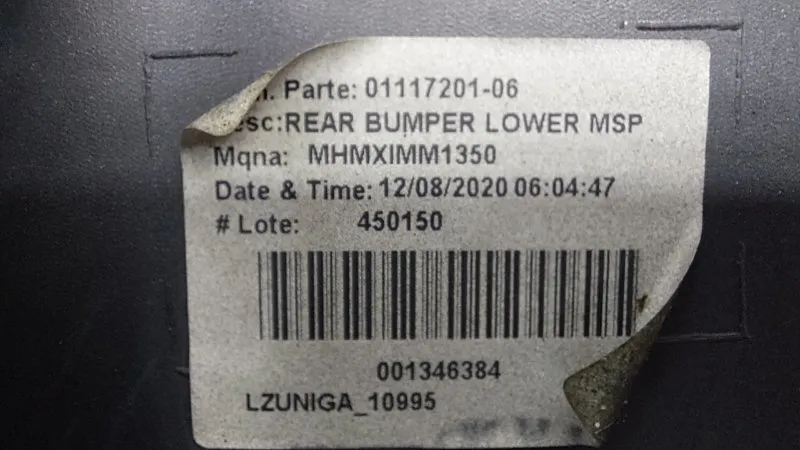 . Parte: 01117201-06
esc:REAR BUMPER LOWER MSP
Mqna: MHMXIMM1350
Date & Time: 12/08/2020 06:04:47
# Lote: 450150
001346384
LZUNIGA_10995